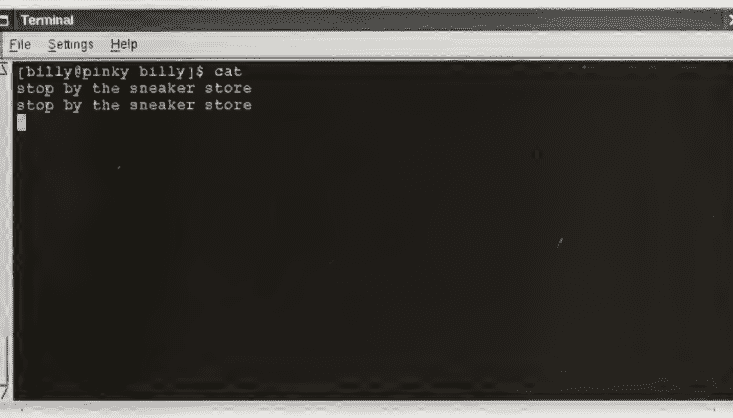 Terminal
File Settings Help
[billy@pinky billy]$ cat
stop by the sneaker store
stop by the sneaker store